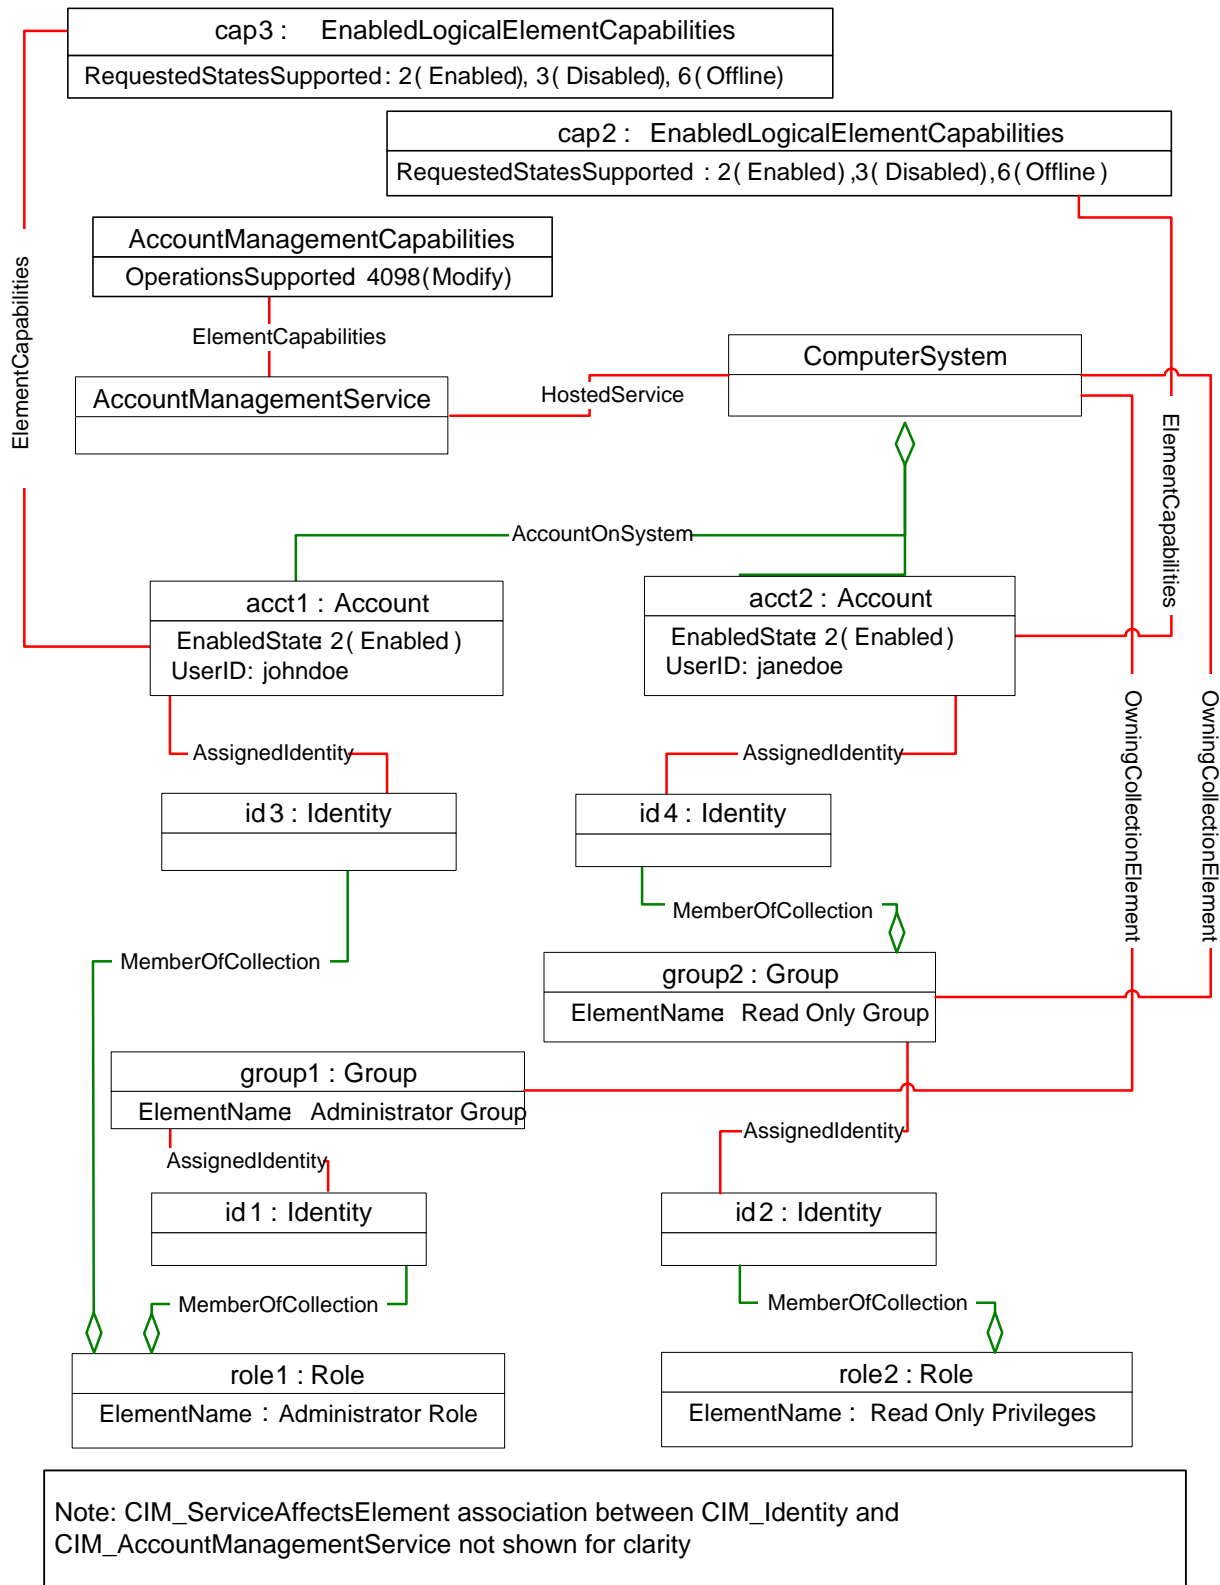 cap3 : EnabledLogicalElementCapabilities
RequestedStatesSupported : 2( Enabled), 3( Disabled), 6( Offline)
cap2 : EnabledLogicalElementCapabilities
RequestedStatesSupported : 2( Enabled) ,3( Disabled),6( Offline )
AccountManagementCapabilities
OperationsSupported: 4098(Modify)
ElementCapabilities
ElementCapabilities
ComputerSystem
HostedService
AccountManagementService
ElementCapabilities
AccountOnSystem
acct1 : Account
EnabledState: 2( Enabled )
UserID: johndoe
acct2 : Account
EnabledState: 2( Enabled )
UserID: janedoe
OwningCollectionElement
OwningCollectionElement
AssignedIdentity
AssignedIdentity
id3 : Identity
id4 : Identity
MemberOfCollection
MemberOfCollection
group2 : Group
ElementName: Read Only Group
group1 : Group
ElementName: Administrator Group
AssignedIdentity
AssignedIdentity
id1 : Identity
id2 : Identity
MemberOfCollection
MemberOfCollection
role1 : Role
ElementName : Administrator Role
role2 : Role
ElementName : Read Only Privileges
Note: CIM_ServiceAffectsElement association between CIM_Identity and
CIM_AccountManagementService not shown for clarity